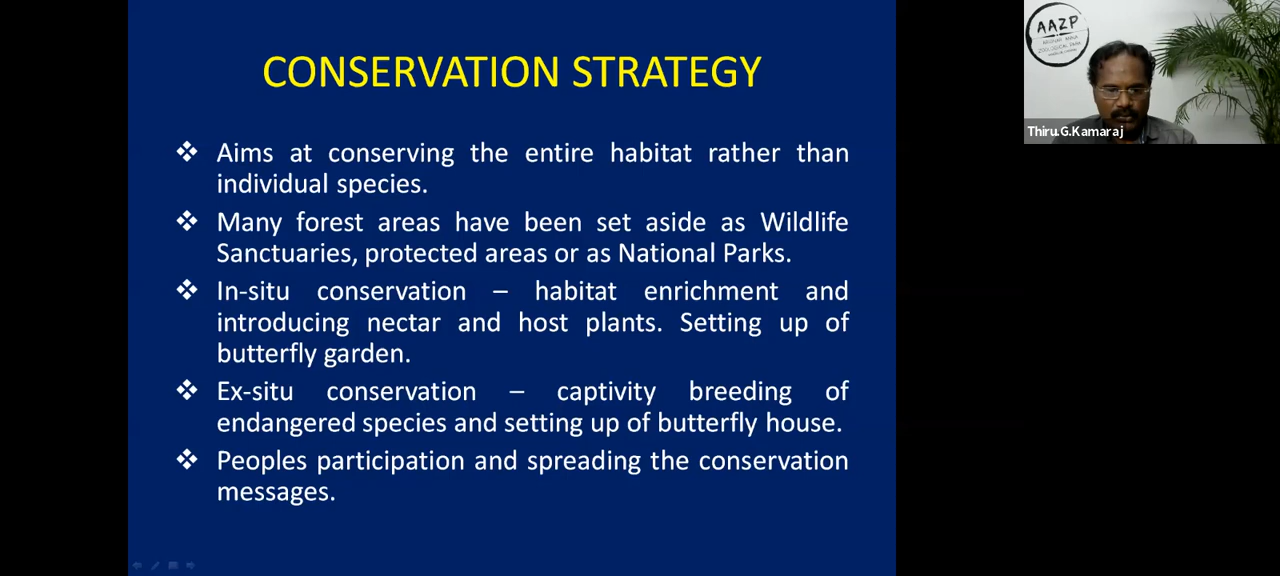 CONSERVATION STRATEGY
❖ Aims at conserving the entire habitat rather than
individual species.
❖ Many forest areas have been set aside as Wildlife
Sanctuaries, protected areas or as National Parks.
❖ In-situ conservation – habitat enrichment and
introducing nectar and host plants. Setting up of
butterfly garden.
❖ Ex-situ conservation – captivity breeding of
endangered species and setting up of butterfly house.
❖ Peoples participation and spreading the conservation
messages.
AAZP
Thiru.G.Kamaraj